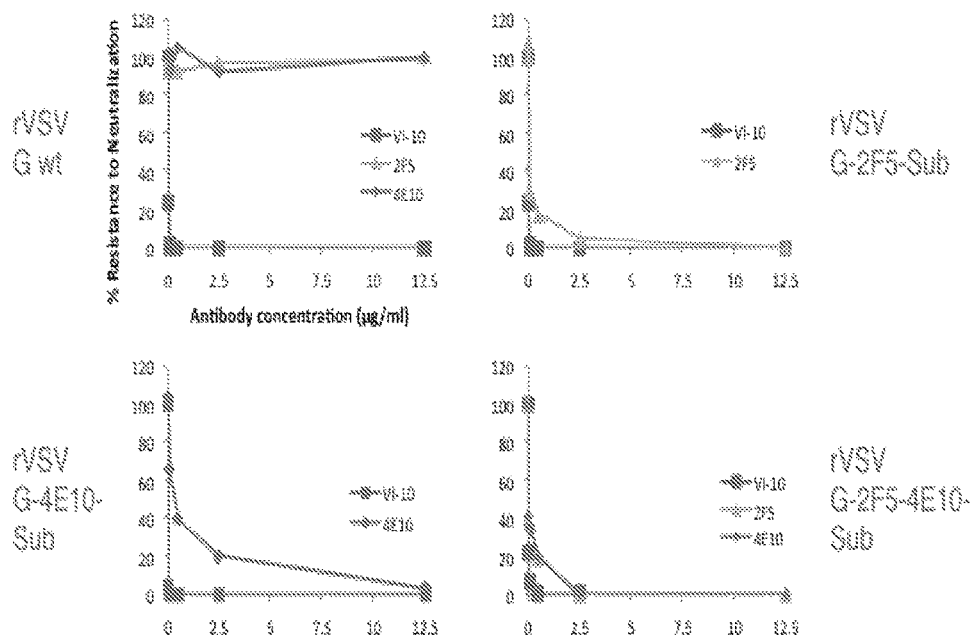 rVSV
G wt
% Resistance to Neutralization
120
100
80
60
40
20
0
0 2.5 5 7.5 10 12.5
Antibody concentration (µg/ml)
VI-10
2F5
4E10
120
100
80
60
40
20
0
0 2.5 5 7.5 10 12.5
VI-10
2F5
rVSV
G-2F5-Sub
rVSV
G-4E10-
Sub
120
100
80
60
40
20
0
0 2.5 5 7.5 10 12.5
VI-10
4E10
120
100
80
60
40
20
0
0 2.5 5 7.5 10 12.5
VI-10
2F5
4E10
rVSV
G-2F5-4E10-
Sub